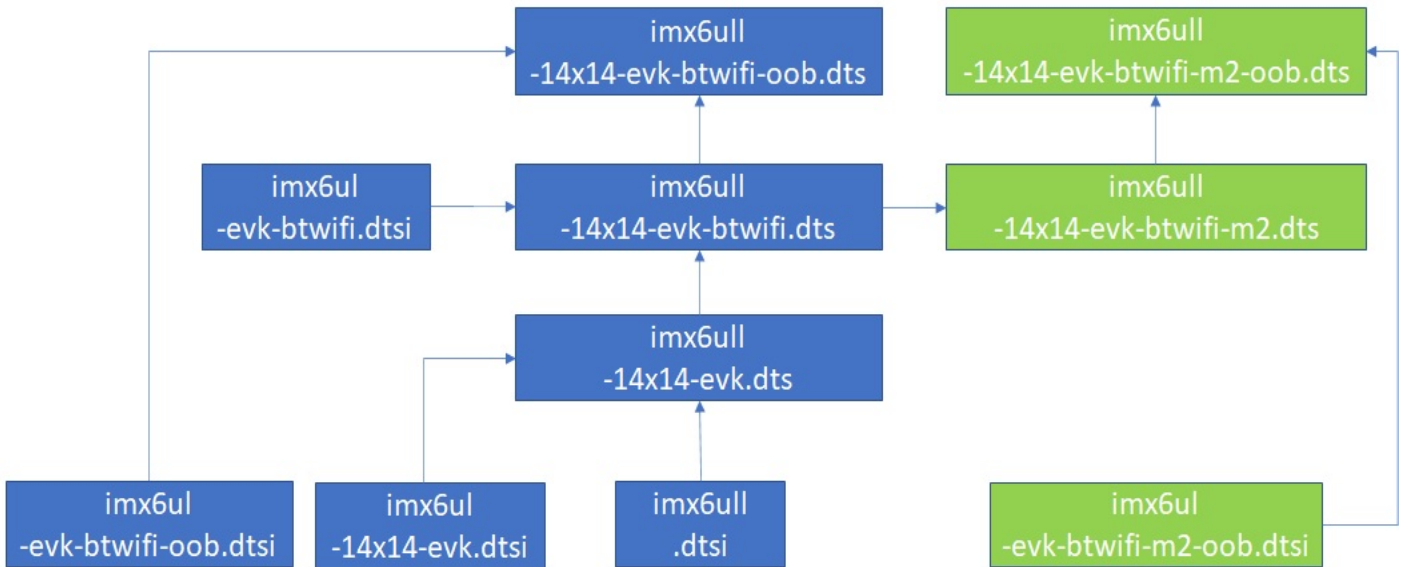 imx6ull
-14x14-evk-btwifi-oob.dts
imx6ull
-14x14-evk-btwifi-m2-oob.dts
imx6ul
-evk-btwifi.dtsi
imx6ull
-14x14-evk-btwifi.dts
imx6ull
-14x14-evk-btwifi-m2.dts
imx6ull
-14x14-evk.dts
imx6ul
-evk-btwifi-oob.dtsi
imx6ul
-14x14-evk.dtsi
imx6ull
.dtsi
imx6ul
-evk-btwifi-m2-oob.dtsi